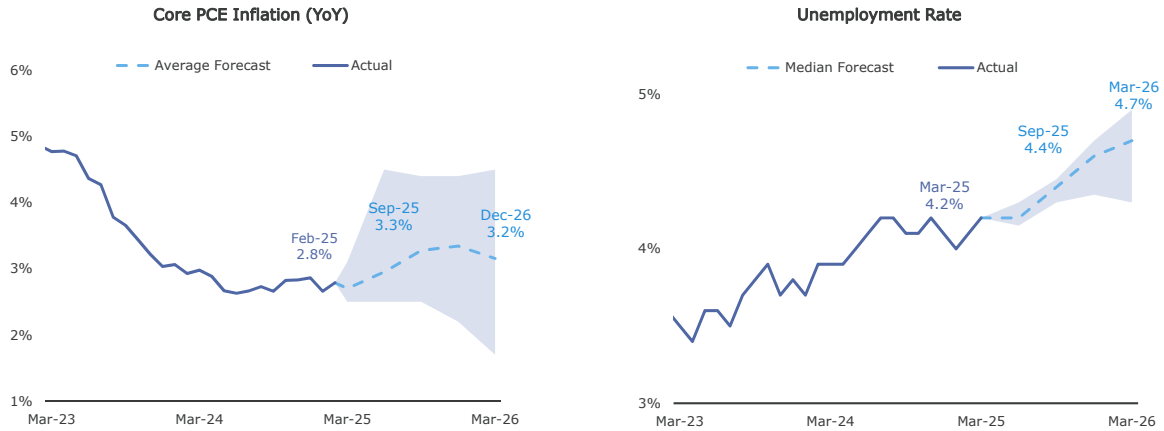 Core PCE Inflation (YoY)
Average Forecast
Actual
6%
5%
4%
3%
2%
1%
Feb-25
2.8%
Sep-25
3.3%
Dec-26
3.2%
Mar-23
Mar-24
Mar-25
Mar-26
Unemployment Rate
Median Forecast
Actual
5%
4%
3%
Mar-25
4.2%
Sep-25
4.4%
Mar-26
4.7%
Mar-23
Mar-24
Mar-25
Mar-26